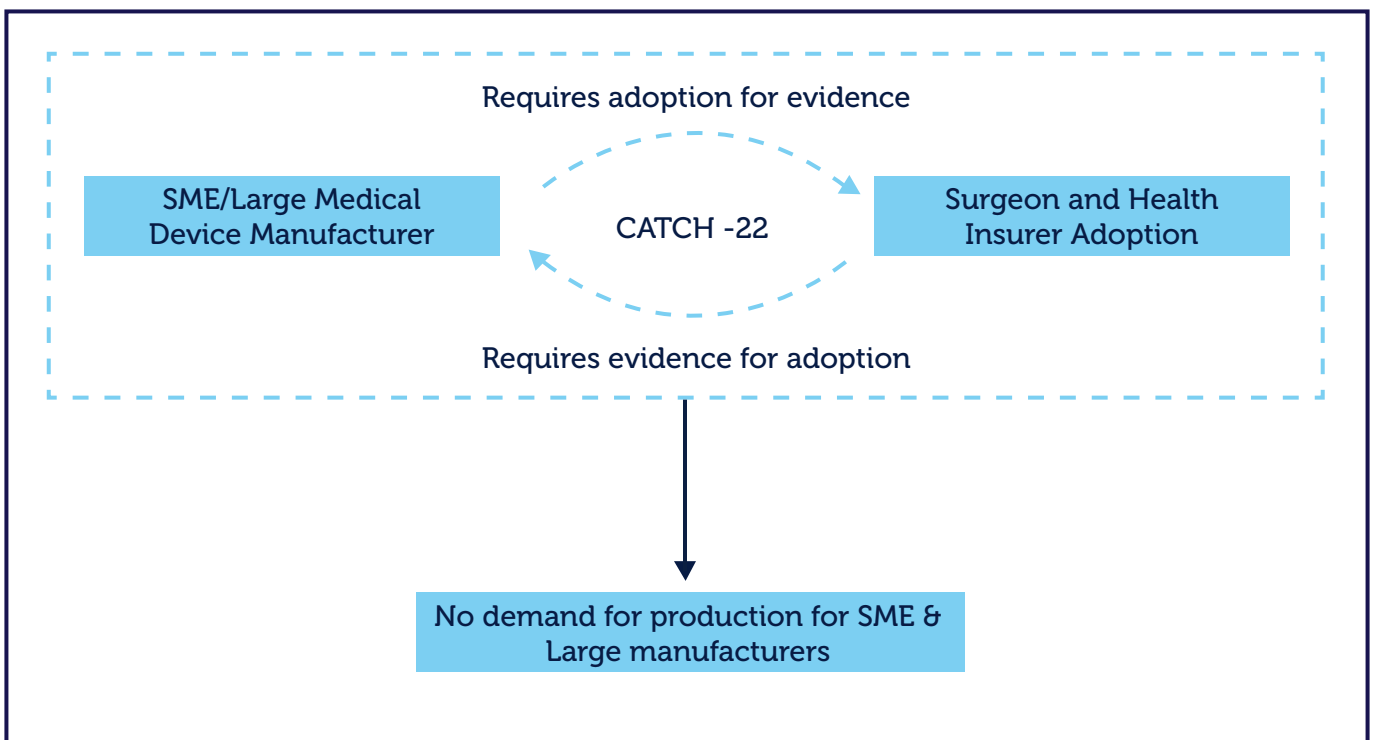 Requires adoption for evidence
SME/Large Medical
Device Manufacturer
CATCH -22
Surgeon and Health
Insurer Adoption
Requires evidence for adoption
No demand for production for SME &
Large manufacturers